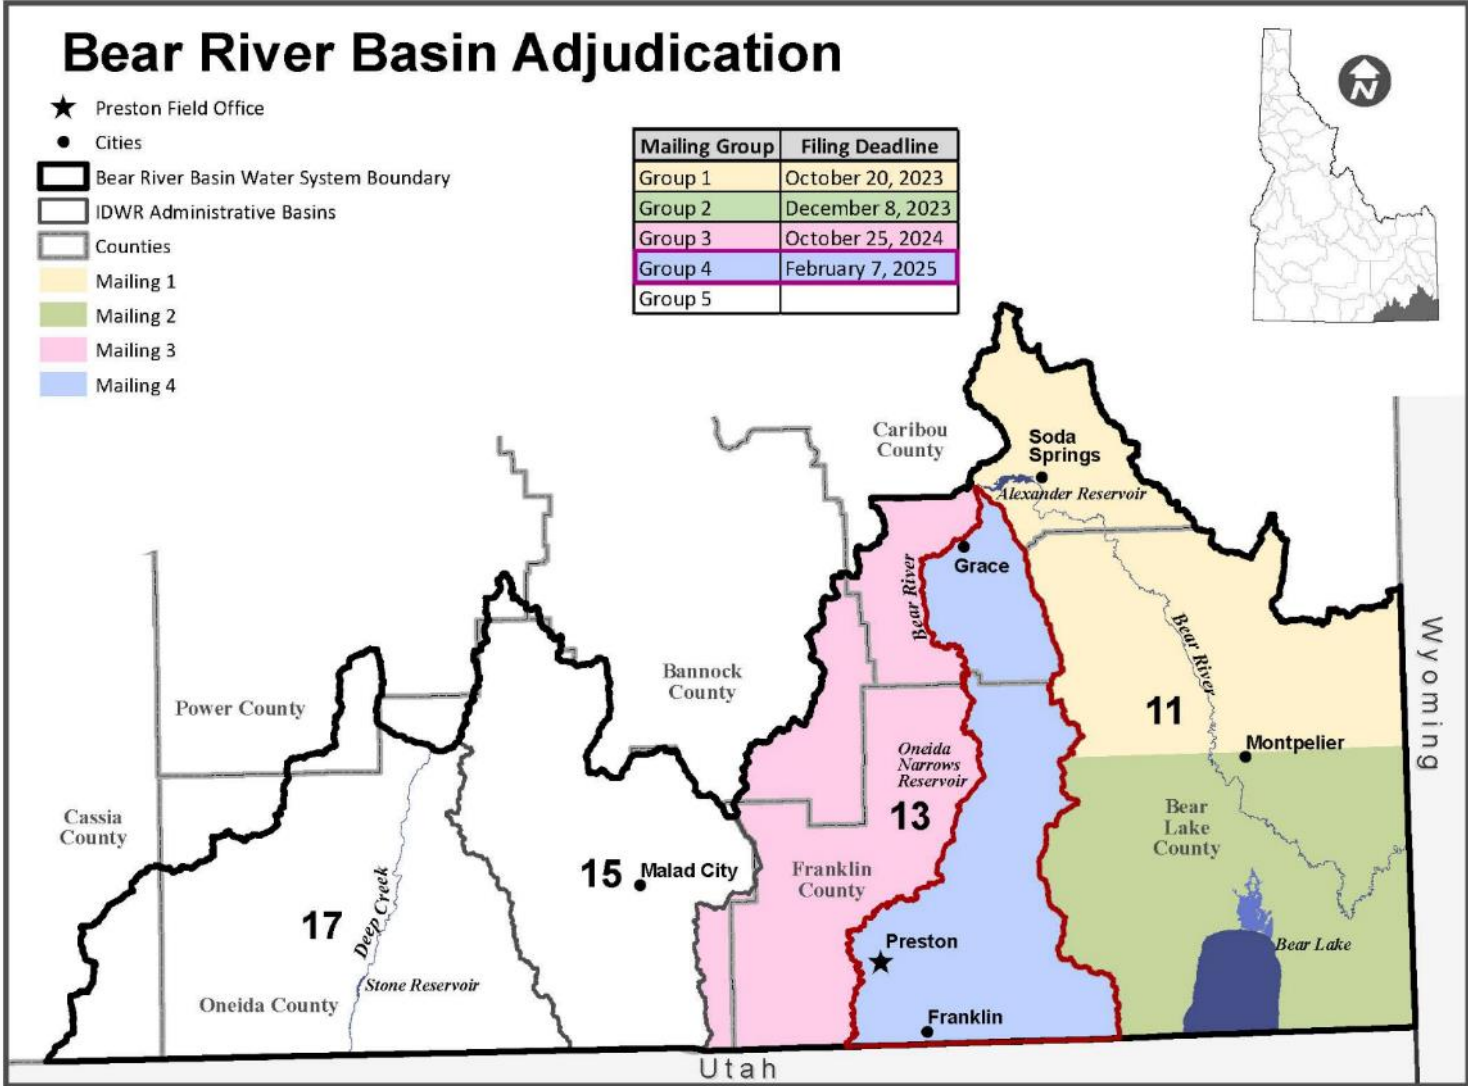 Bear River Basin Adjudication
Preston Field Office
Cities
Bear River Basin Water System Boundary
IDWR Administrative Basins
Counties
Mailing 1
Mailing 2
Mailing 3
Mailing 4
Mailing Group Filing Deadline
Group 1 October 20, 2023
Group 2 December 8, 2023
Group 3 October 25, 2024
Group 4 February 7, 2025
Group 5
N
Caribou
County
Soda
Springs
Alexander Reservoir
Grace
Bear River
Bear River
Wyoming
Bannock
County
Power County
11
Montpelier
Oneida
Narrows
Reservoir
13
Cassia
County
Bear
Lake
County
15
Malad City
Franklin
County
17
Deep Creek
Preston
Bear Lake
Stone Reservoir
Oneida County
Franklin
Utah